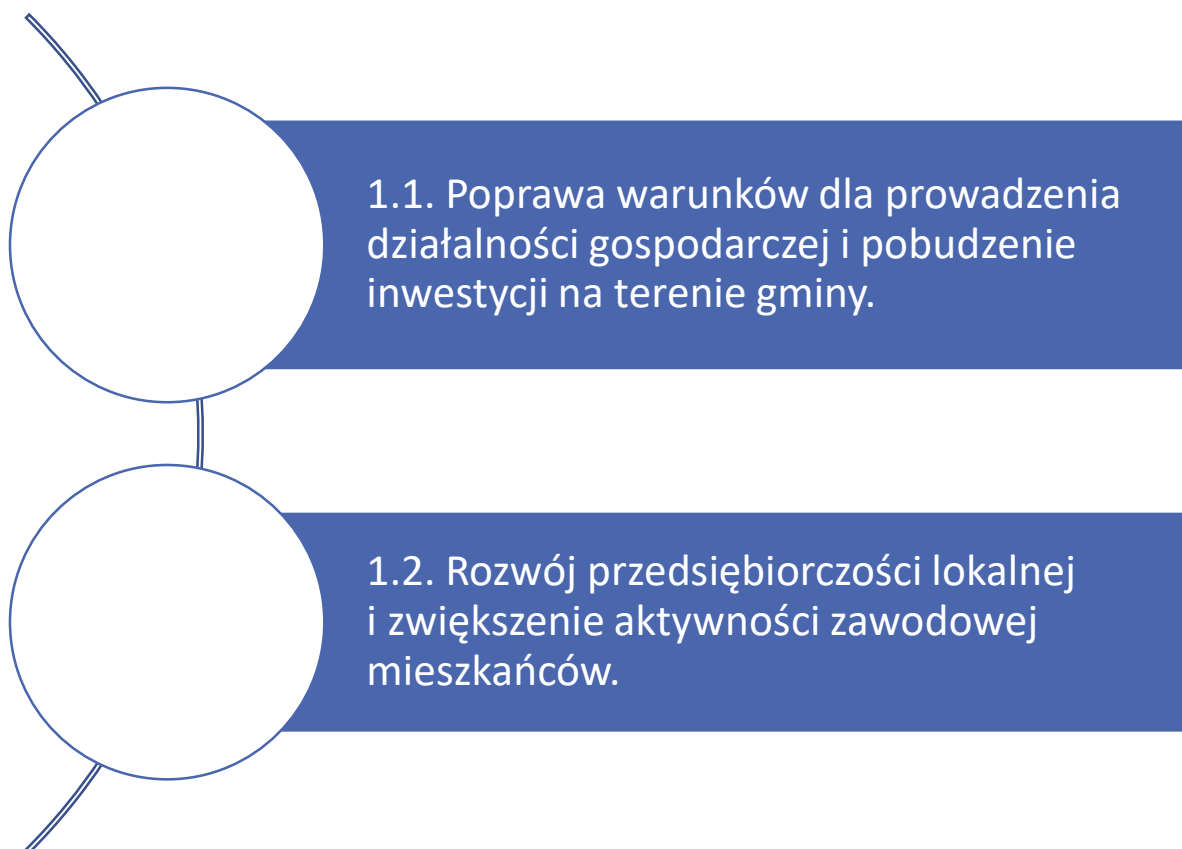 1.1. Poprawa warunków dla prowadzenia
działalności gospodarczej i pobudzenie
inwestycji na terenie gminy.
1.2. Rozwój przedsiębiorczości lokalnej
i zwiększenie aktywności zawodowej
mieszkańców.